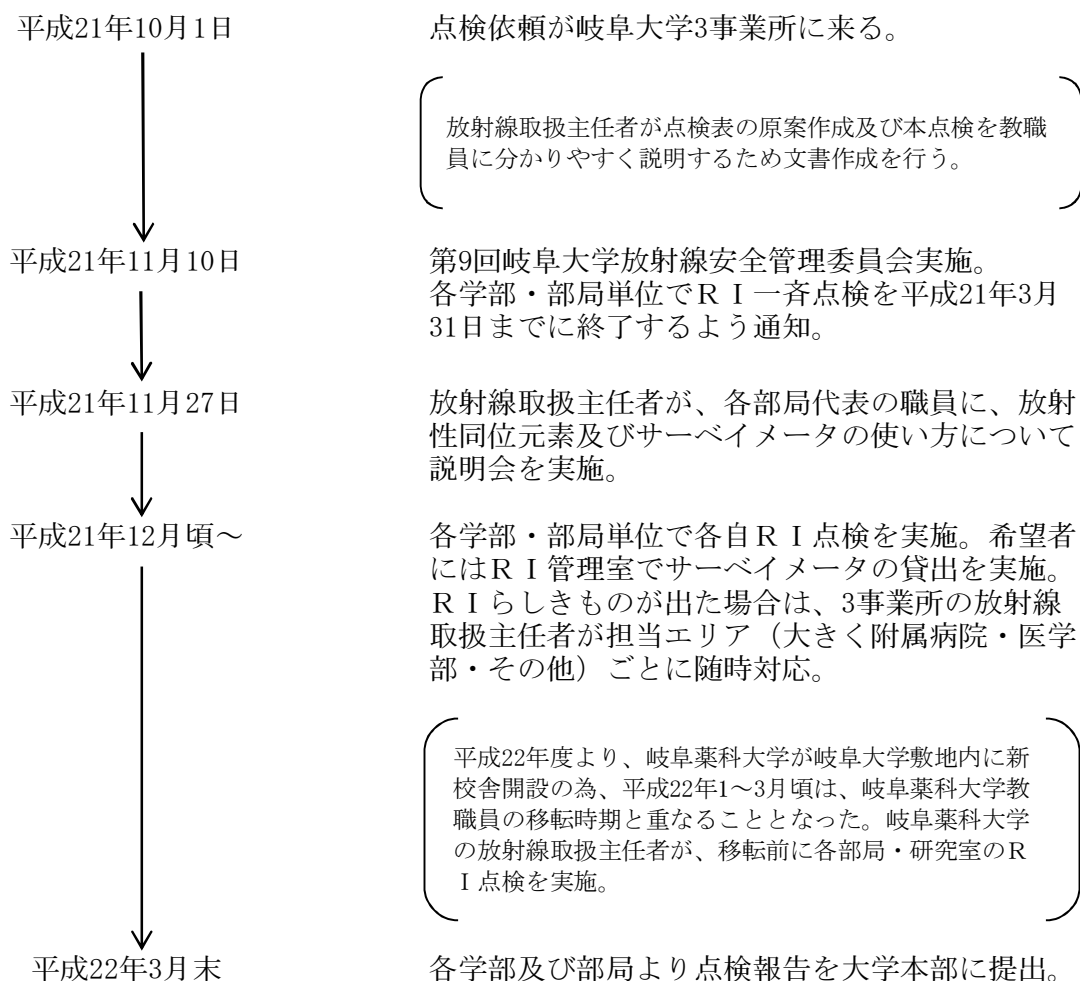 平成21年10月1日
点検依頼が岐阜大学3事業所に来る。
放射線取扱主任者が点検表の原案作成及び本点検を教職
員に分かりやすく説明するため文書作成を行う。
平成21年11月10日
第9回岐阜大学放射線安全管理委員会実施。
各学部・部局単位でＲＩ一斉点検を平成21年3月
31日までに終了するよう通知。
平成21年11月27日
放射線取扱主任者が、各部局代表の職員に、放射
性同位元素及びサーベイメータの使い方について
説明会を実施。
平成21年12月頃～
各学部・部局単位で各自ＲＩ点検を実施。希望者
にはＲＩ管理室でサーベイメータの貸出を実施。
ＲＩらしきものが出た場合は、3事業所の放射線
取扱主任者が担当エリア（大きく附属病院・医学
部・その他）ごとに随時対応。
平成22年度より、岐阜薬科大学が岐阜大学敷地内に新
校舎開設の為、平成22年1～3月頃は、岐阜薬科大学教
職員の移転時期と重なることとなった。岐阜薬科大学
の放射線取扱主任者が、移転前に各部局・研究室のＲ
Ｉ点検を実施。
平成22年3月末
各学部及び部局より点検報告を大学本部に提出。